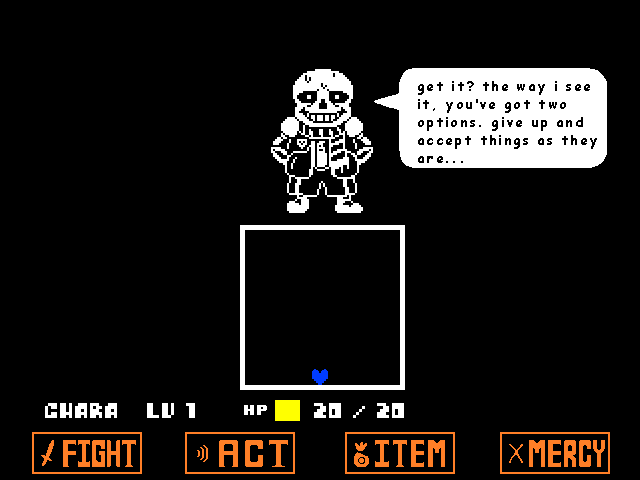 get it? the way i see
it, you've got two
options. give up and
accept things as they
are...
CHARA LV 1 HP 20 / 20
FIGHT ACT ITEM MERCY